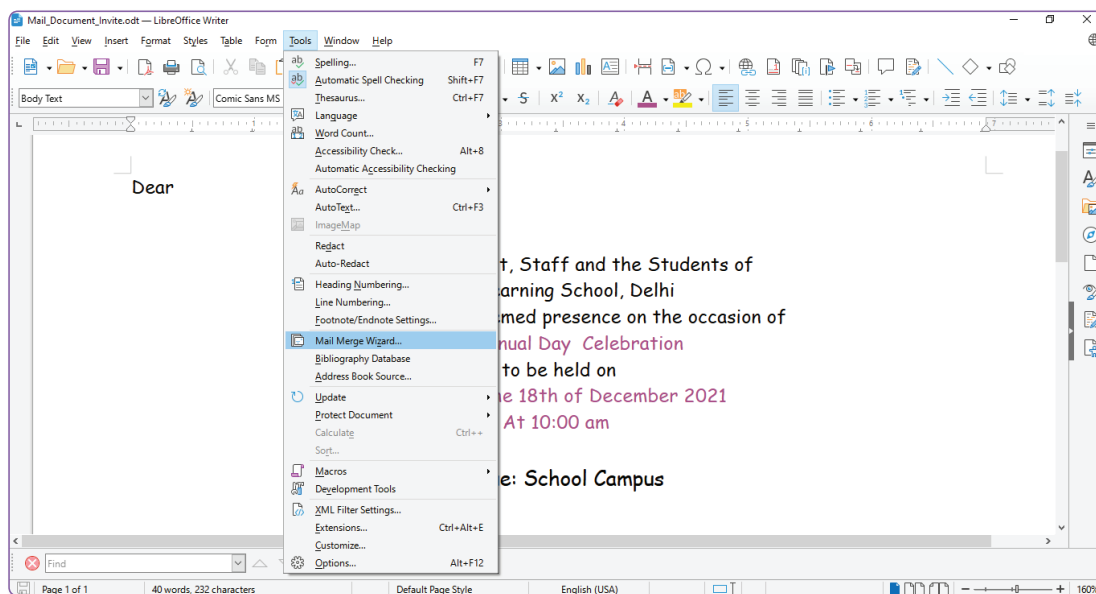 Mail_Document_Invite.odt — LibreOffice Writer
File Edit View Insert Format Styles Table Form Tools Window Help
Body Text
Comic Sans MS
Spelling... F7
Automatic Spell Checking Shift+F7
Thesaurus... Ctrl+F7
Language
Word Count...
Accessibility Check... Alt+8
Automatic Accessibility Checking
AutoCorrect
AutoText... Ctrl+F3
ImageMap
Redact
Auto-Redact
Heading Numbering...
Line Numbering...
Footnote/Endnote Settings...
Mail Merge Wizard...
Bibliography Database
Address Book Source...
Update
Protect Document
Calculate Ctrl++
Sort...
Macros
Development Tools
XML Filter Settings...
Extensions... Ctrl+Alt+E
Customize...
Options... Alt+F12
Dear
t, Staff and the Students of
arning School, Delhi
med presence on the occasion of
nual Day Celebration
to be held on
e 18th of December 2021
At 10:00 am
e: School Campus
Find
Page 1 of 1 40 words, 232 characters Default Page Style English (USA) 160%